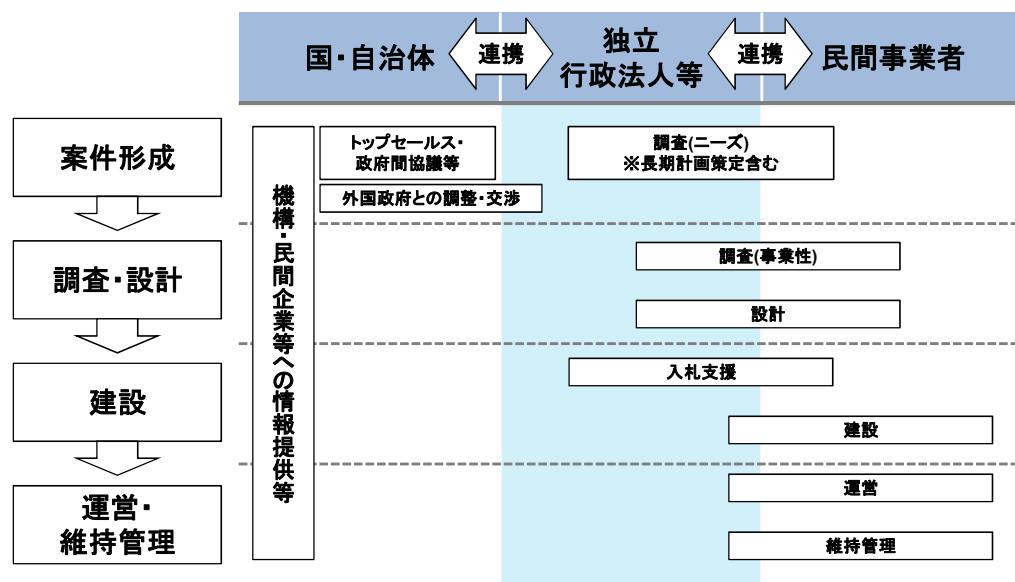 国・自治体
連携
独立
行政法人等
連携
民間事業者
案件形成
調査・設計
建設
運営・
維持管理
機構・民間企業等への情報提供等
トップセールス・
政府間協議等
外国政府との調整・交渉
調査(ニーズ)
※長期計画策定含む
調査(事業性)
設計
入札支援
建設
運営
維持管理